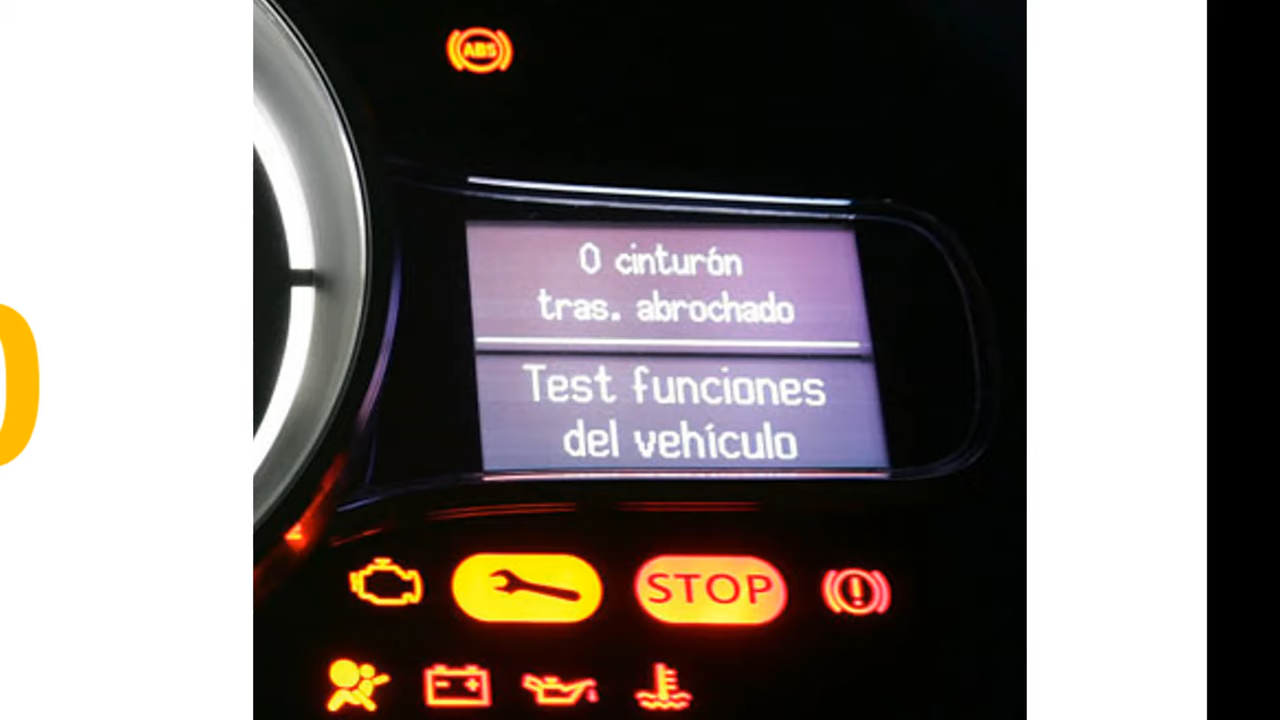 ABS
0 cinturón
tras. abrochado
Test funciones
del vehículo
STOP